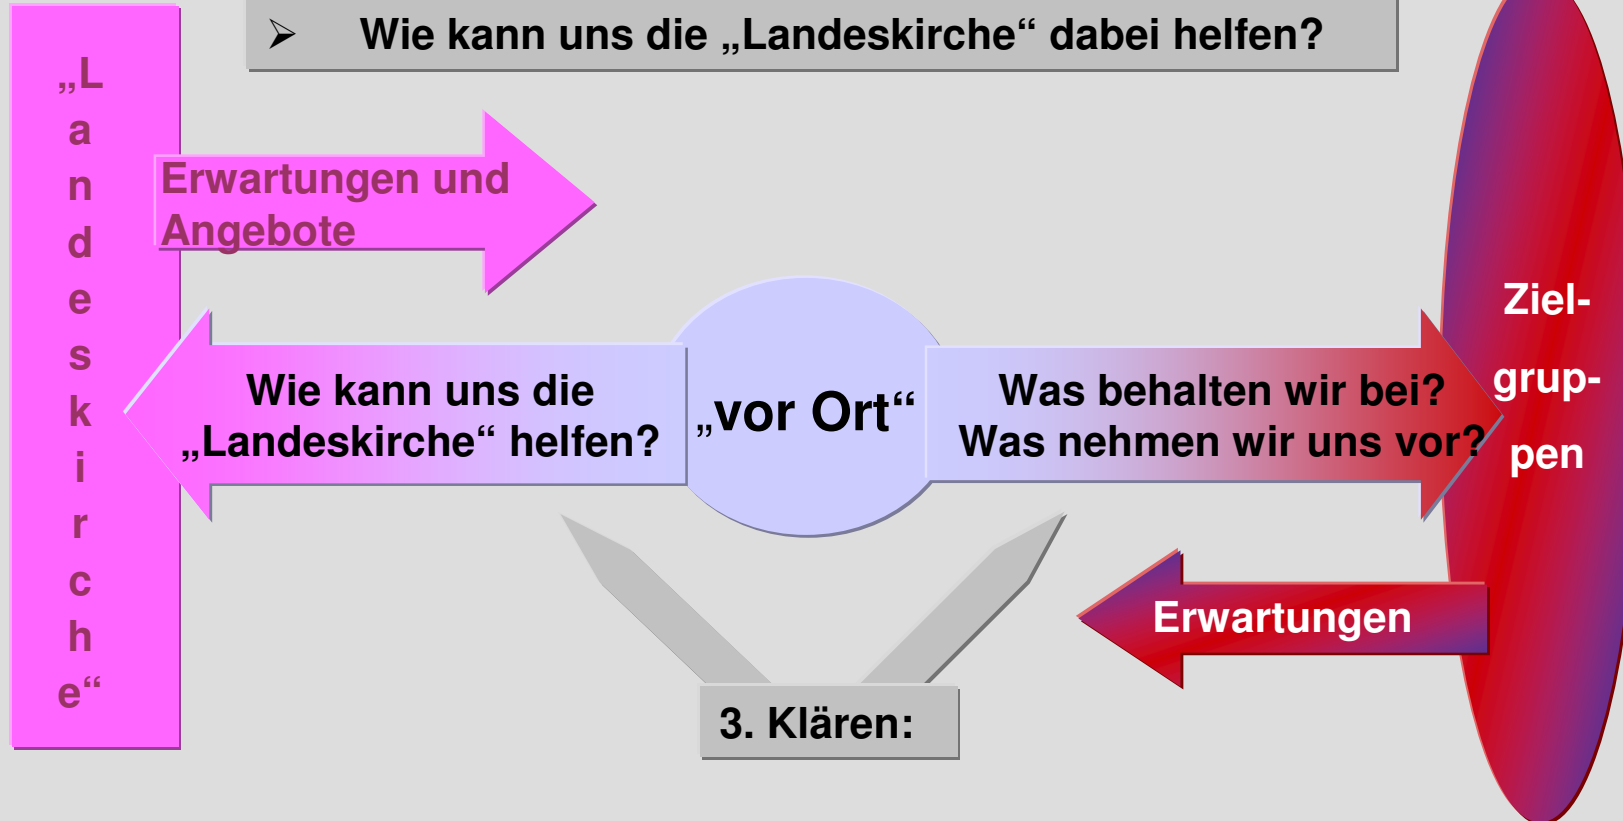 ➢ Wie kann uns die „Landeskirche“ dabei helfen?
„L
a
n
d
e
s
k
i
r
c
h
e“
Erwartungen und
Angebote
Wie kann uns die
„Landeskirche“ helfen?
„vor Ort“
Was behalten wir bei?
Was nehmen wir uns vor?
Ziel-
grup-
pen
Erwartungen
3. Klären: